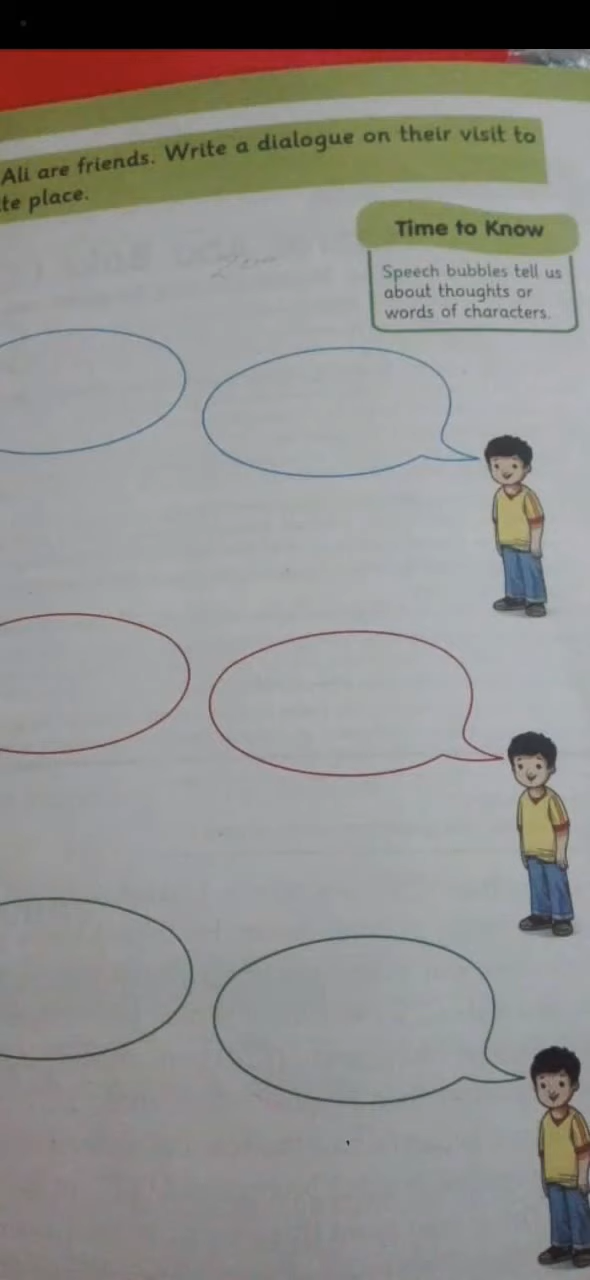 Ali are friends. Write a dialogue on their visit to
te place.
Time to Know
Speech bubbles tell us
about thoughts or
words of characters.